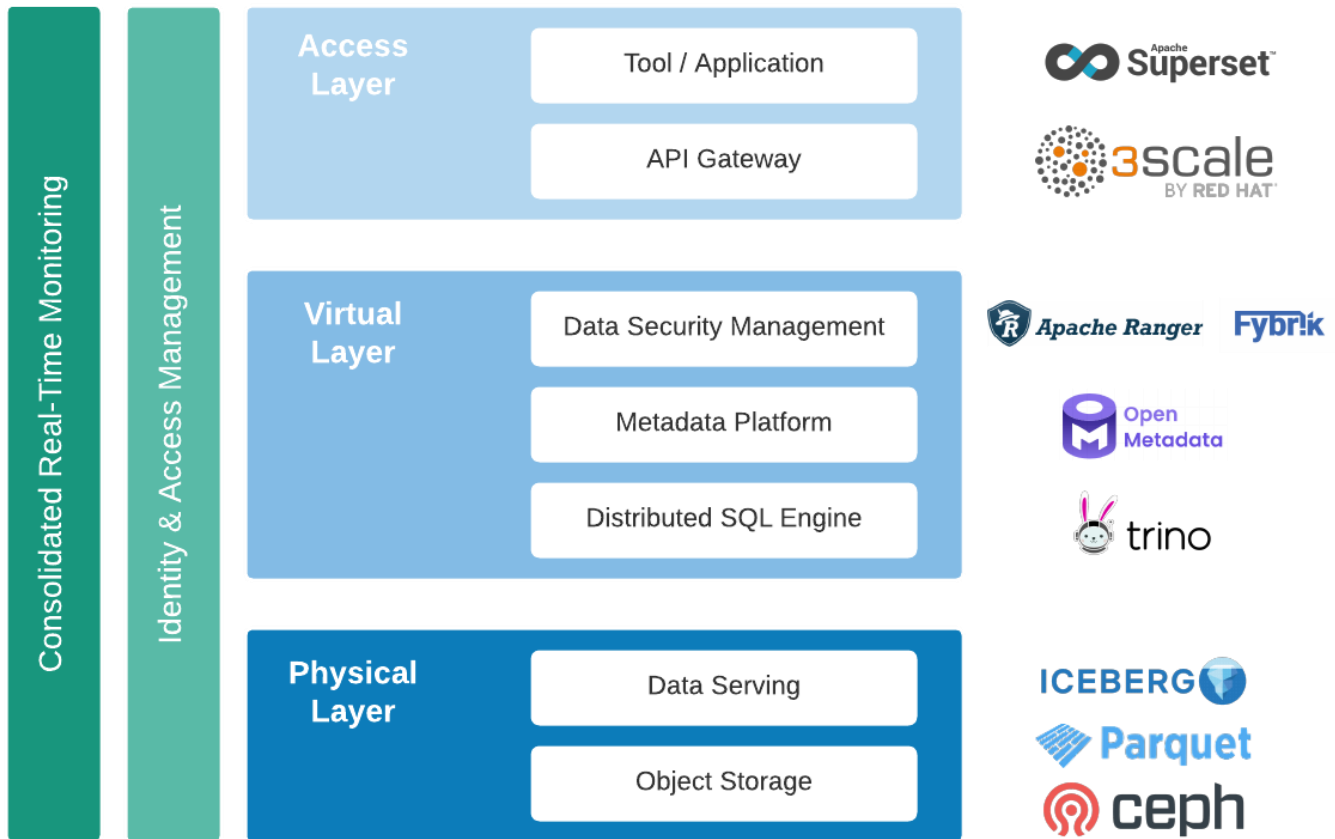 Consolidated Real-Time Monitoring
Identity & Access Management
Access
Layer
Tool / Application
API Gateway
Apache
Superset™
3scale
BY RED HAT®
Virtual
Layer
Data Security Management
Metadata Platform
Distributed SQL Engine
R
Apache Ranger
Fybrik
Open
Metadata
trino
Physical
Layer
Data Serving
Object Storage
ICEBERG
Parquet
ceph